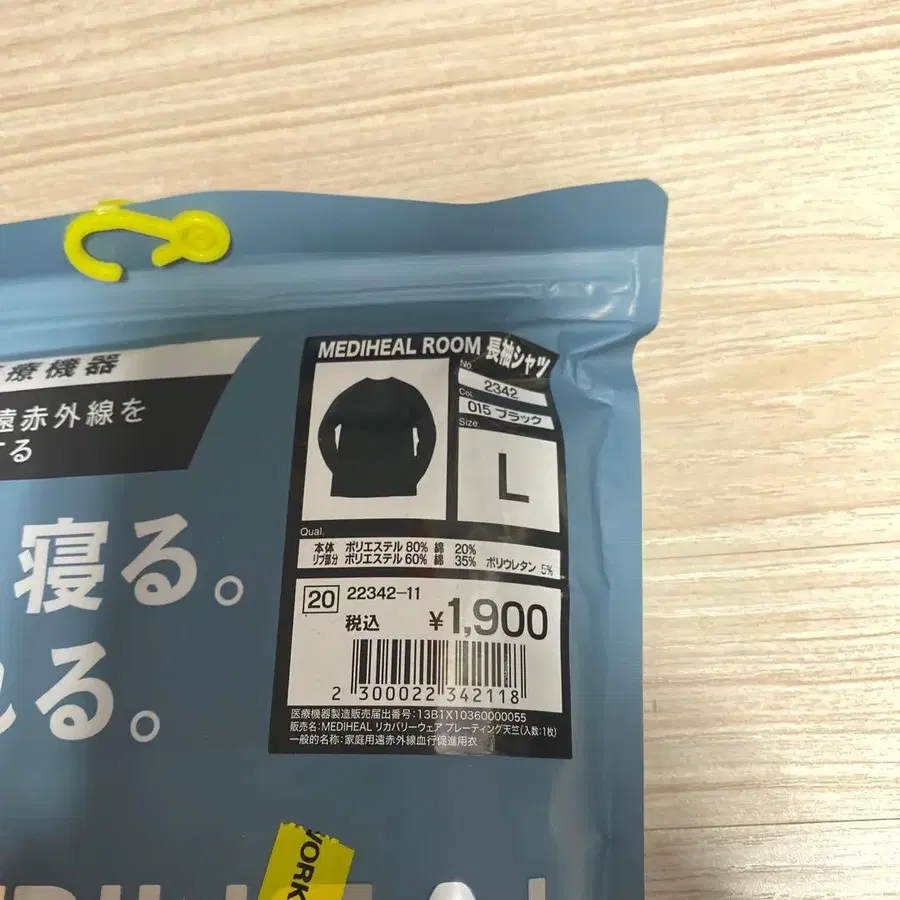 療機器
遠赤外線を
する
寝る。
れる。
MEDIHEAL ROOM 長袖シャツ
No.
2342
Col.
015 ブラック
Size
L
Qual.
本体 ポリエステル 80% 綿 20%
リブ部分 ポリエステル 60% 綿 35% ポリウレタン 5%
20 22342-11
税込 ¥1,900
2 300022 342118
医療機器製造販売届出番号:13B1X10360000055
販売名:MEDIHEAL リカバリーウェア プレーティング天竺(入数:1枚)
一般的名称:家庭用遠赤外線血行促進用衣
WORK